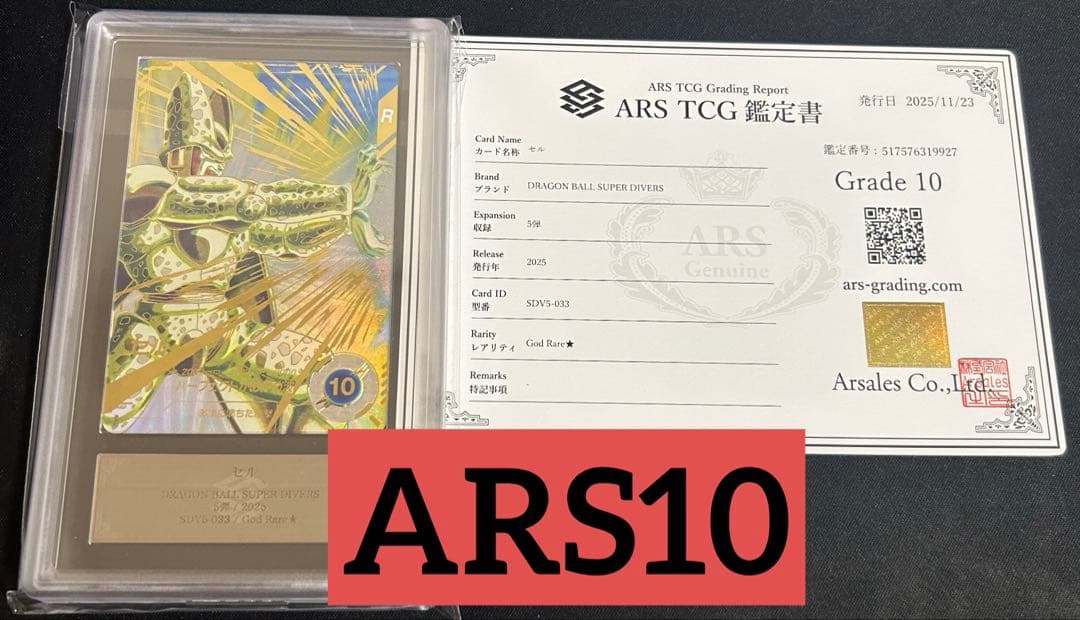 R
10
セル
DRAGON BALL SUPER DIVERS
5弾 / 2025
SDV5-033 / God Rare★
ARS TCG Grading Report
ARS TCG 鑑定書
発行日 2025/11/23
Card Name
カード名称 セル
鑑定番号：517576319927
Brand
ブランド DRAGON BALL SUPER DIVERS
Grade 10
Expansion
収録 5弾
Release
発行年 2025
Card ID
型番 SDV5-033
Rarity
レアリティ God Rare★
Remarks
特記事項 -
ARS
Genuine
ars-grading.com
Arsales Co.,Ltd.
Arsales
ARS10